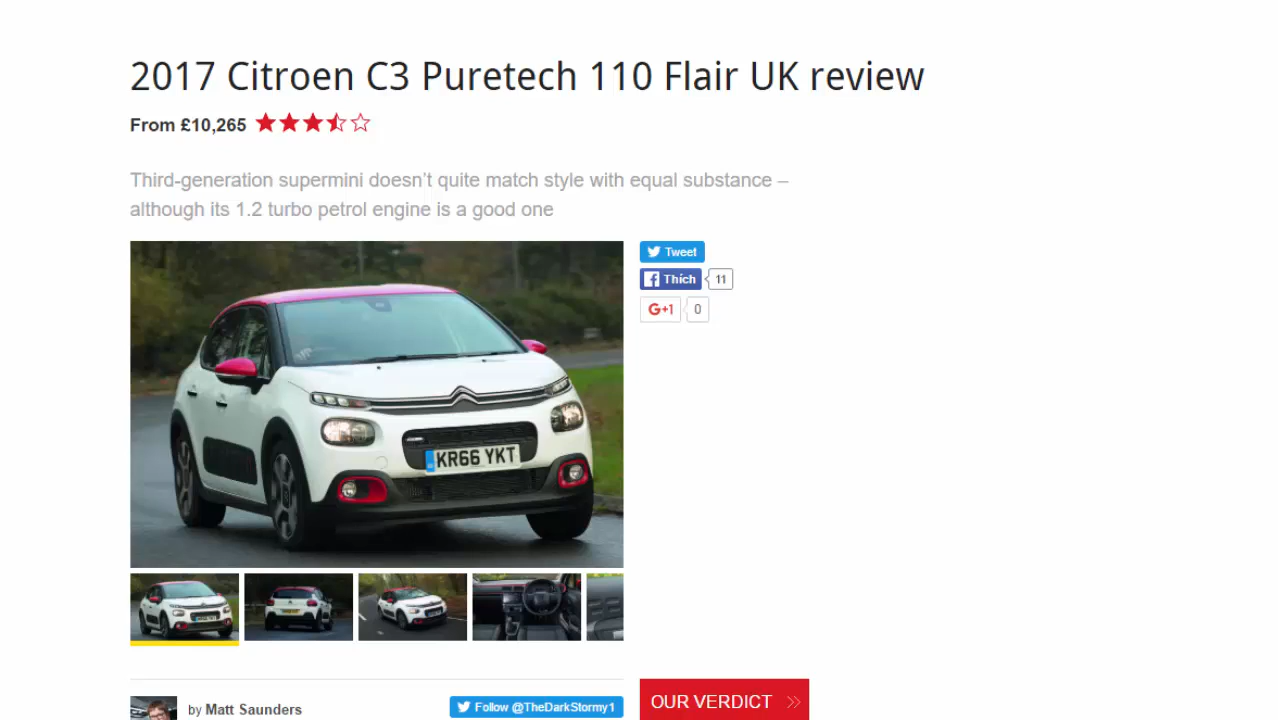 2017 Citroen C3 Puretech 110 Flair UK review
From £10,265
Third-generation supermini doesn’t quite match style with equal substance –
although its 1.2 turbo petrol engine is a good one
Tweet
Thích 11
G+1 0
KR66 YKT
OUR VERDICT
by Matt Saunders
Follow @TheDarkStormy1